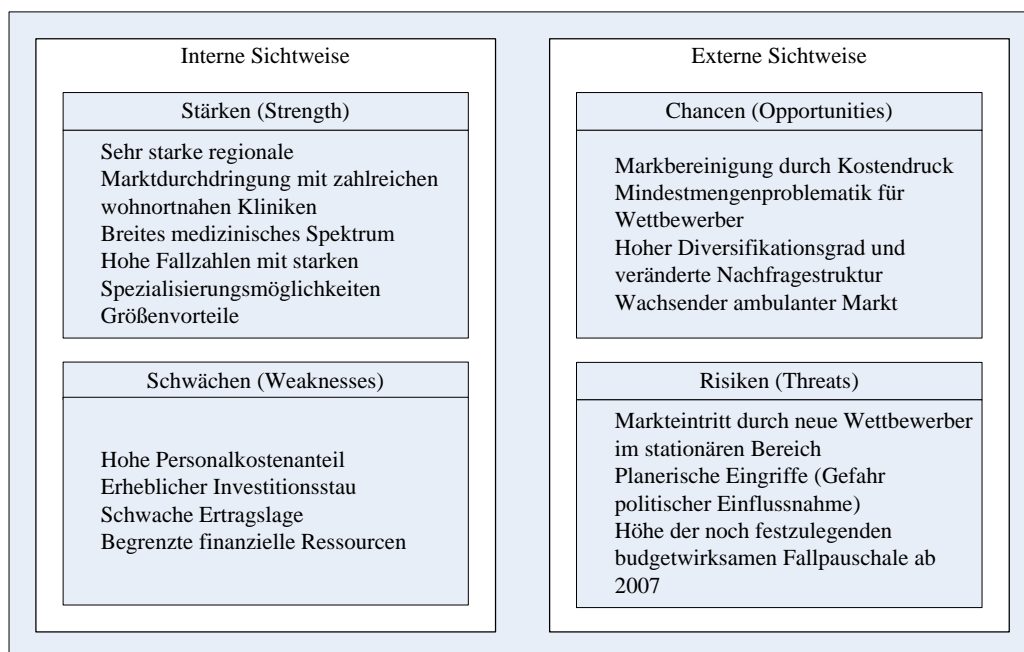 Interne Sichtweise
Stärken (Strength)
Sehr starke regionale
Marktdurchdringung mit zahlreichen
wohnortnahen Kliniken
Breites medizinisches Spektrum
Hohe Fallzahlen mit starken
Spezialisierungsmöglichkeiten
Größenvorteile
Schwächen (Weaknesses)
Hohe Personalkostenanteil
Erheblicher Investitionsstau
Schwache Ertragslage
Begrenzte finanzielle Ressourcen
Externe Sichtweise
Chancen (Opportunities)
Markbereinigung durch Kostendruck
Mindestmengenproblematik für
Wettbewerber
Hoher Diversifikationsgrad und
veränderte Nachfragestruktur
Wachsender ambulanter Markt
Risiken (Threats)
Markteintritt durch neue Wettbewerber
im stationären Bereich
Planerische Eingriffe (Gefahr
politischer Einflussnahme)
Höhe der noch festzulegenden
budgetwirksamen Fallpauschale ab
2007